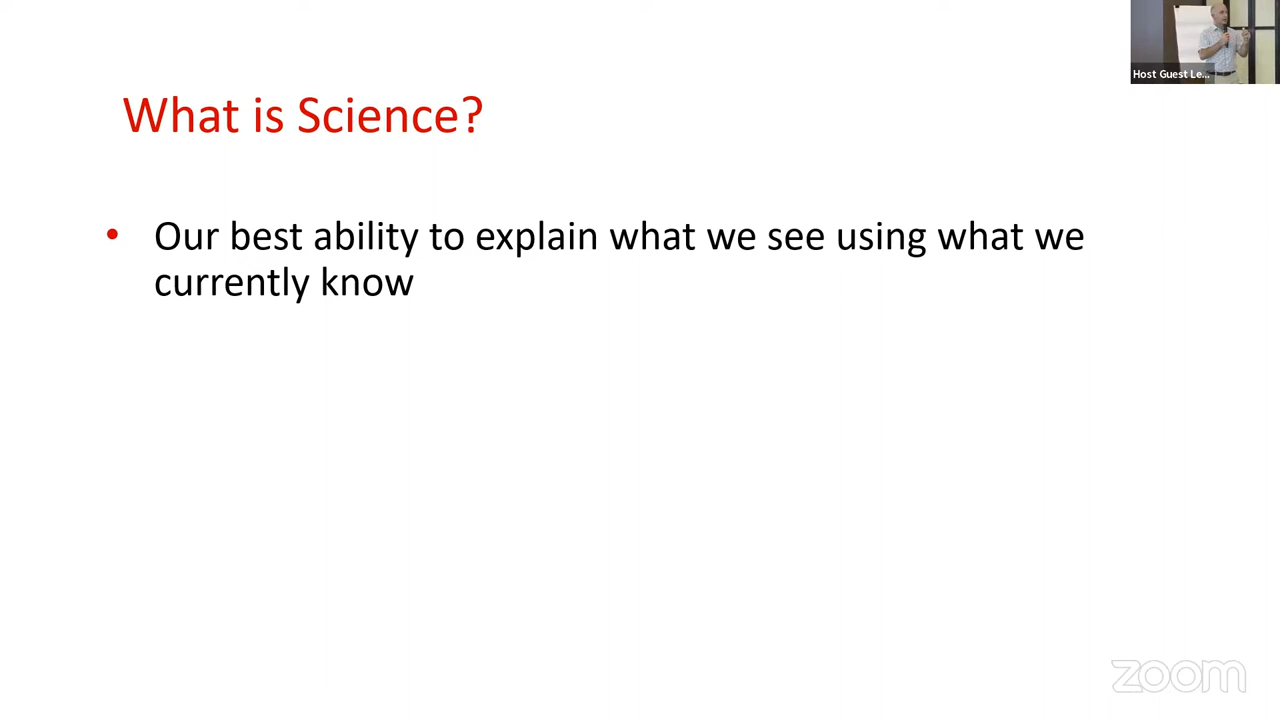 Host Guest Le...
What is Science?
• Our best ability to explain what we see using what we
currently know
zoom